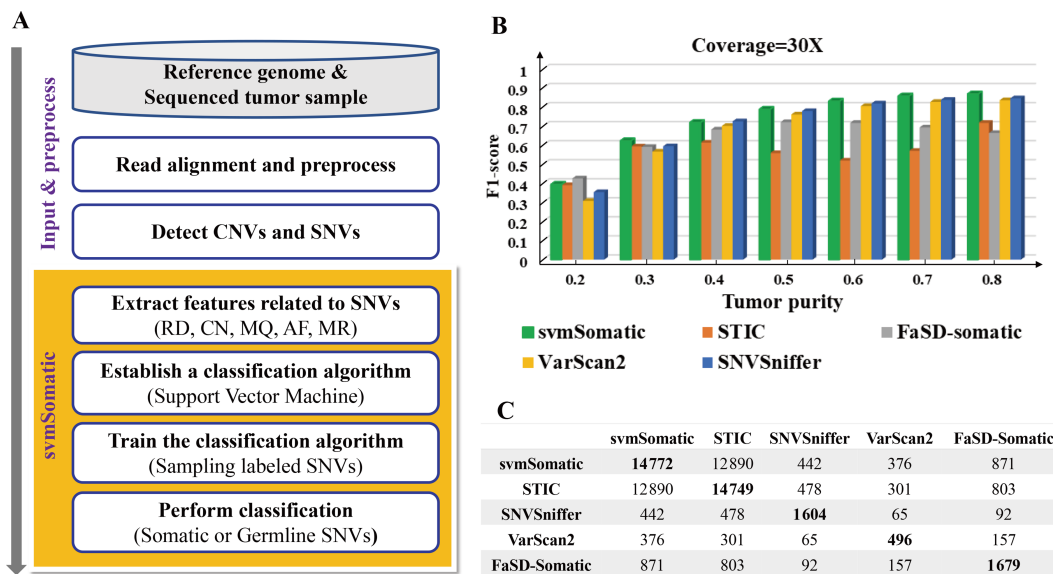 A
Input & preprocess
Reference genome &
Sequenced tumor sample
Read alignment and preprocess
Detect CNVs and SNVs
svmSomatic
Extract features related to SNVs
(RD, CN, MQ, AF, MR)
Establish a classification algorithm
(Support Vector Machine)
Train the classification algorithm
(Sampling labeled SNVs)
Perform classification
(Somatic or Germline SNVs)
B
Coverage=30X
F1-score
1
0.9
0.8
0.7
0.6
0.5
0.4
0.3
0.2
0.1
0
0.2 0.3 0.4 0.5 0.6 0.7 0.8
Tumor purity
svmSomatic STIC FaSD-somatic
VarScan2 SNVSniffer
C
svmSomatic STIC SNVSniffer VarScan2 FaSD-Somatic
svmSomatic 14772 12890 442 376 871
STIC 12890 14749 478 301 803
SNVSniffer 442 478 1604 65 92
VarScan2 376 301 65 496 157
FaSD-Somatic 871 803 92 157 1679